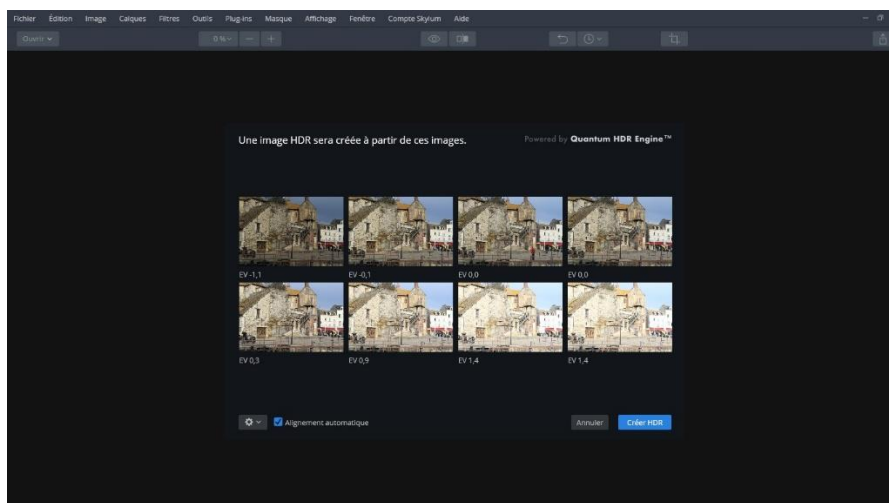 Fichier Édition Image Calques Filtres Outils Plug-ins Masque Affichage Fenêtre Compte Skylum Aide
Ouvrir 0 %
Une image HDR sera créée à partir de ces images. Powered by Quantum HDR Engine™
EV -1,1 EV -0,1 EV 0,0 EV 0,0
EV 0,3 EV 0,9 EV 1,4 EV 1,4
Alignement automatique Annuler Créer HDR